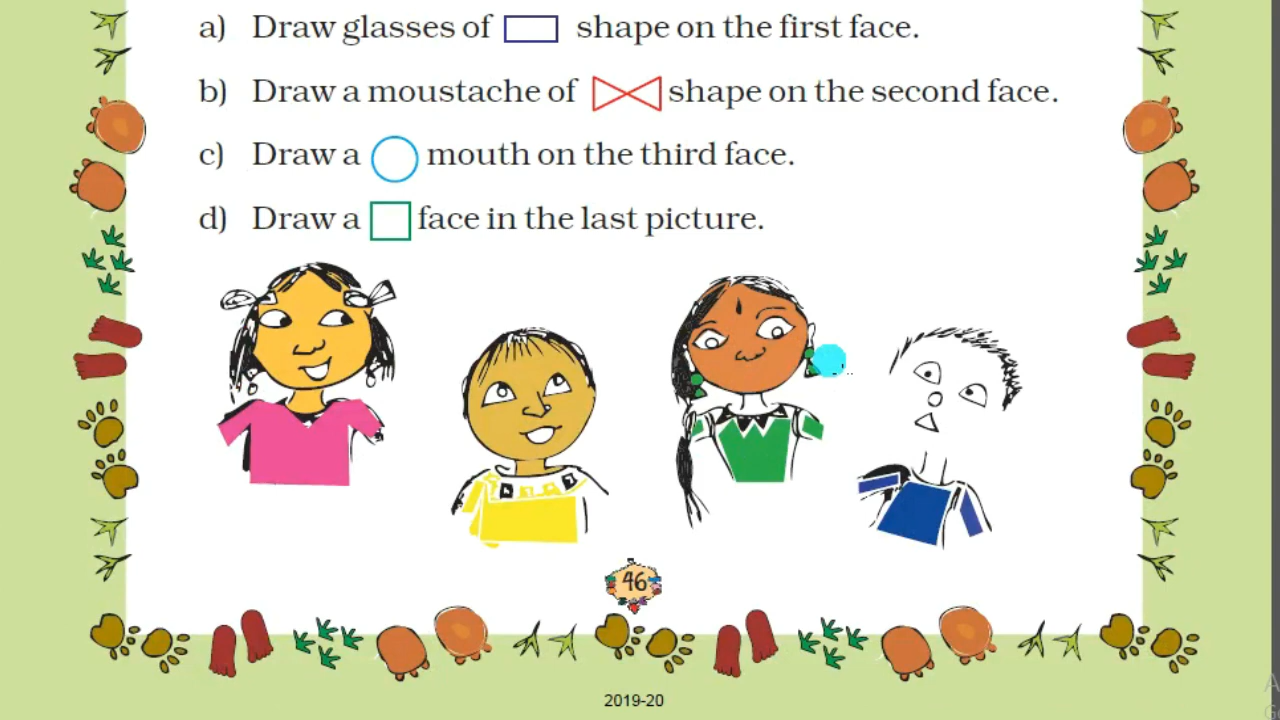 a) Draw glasses of shape on the first face.
b) Draw a moustache of shape on the second face.
c) Draw a mouth on the third face.
d) Draw a face in the last picture.
46
2019-20